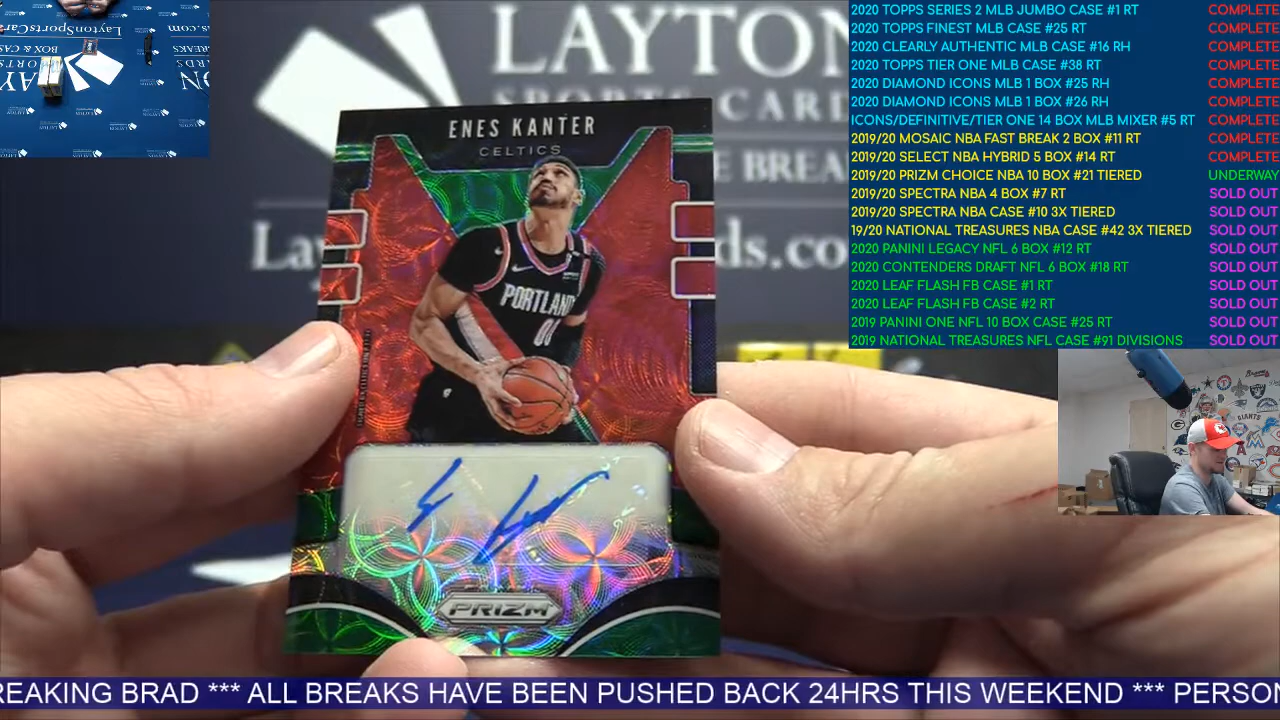 2020 TOPPS SERIES 2 MLB JUMBO CASE #1 RT COMPLETE
2020 TOPPS FINEST MLB CASE #25 RT COMPLETE
2020 CLEARLY AUTHENTIC MLB CASE #16 RH COMPLETE
2020 TOPPS TIER ONE MLB CASE #38 RT COMPLETE
2020 DIAMOND ICONS MLB 1 BOX #25 RH COMPLETE
2020 DIAMOND ICONS MLB 1 BOX #26 RH COMPLETE
ICONS/DEFINITIVE/TIER ONE 14 BOX MLB MIXER #5 RT COMPLETE
2019/20 MOSAIC NBA FAST BREAK 2 BOX #11 RT COMPLETE
2019/20 SELECT NBA HYBRID 5 BOX #14 RT COMPLETE
2019/20 PRIZM CHOICE NBA 10 BOX #21 TIERED UNDERWAY
2019/20 SPECTRA NBA 4 BOX #7 RT SOLD OUT
2019/20 SPECTRA NBA CASE #10 3X TIERED SOLD OUT
19/20 NATIONAL TREASURES NBA CASE #42 3X TIERED SOLD OUT
2020 PANINI LEGACY NFL 6 BOX #12 RT SOLD OUT
2020 CONTENDERS DRAFT NFL 6 BOX #18 RT SOLD OUT
2020 LEAF FLASH FB CASE #1 RT SOLD OUT
2020 LEAF FLASH FB CASE #2 RT SOLD OUT
2019 PANINI ONE NFL 10 BOX CASE #25 RT SOLD OUT
2019 NATIONAL TREASURES NFL CASE #91 DIVISIONS SOLD OUT
LaytonSportsCar
LAYTON
SPORTS CARD
E BREA
Lay ds.co
ENES KANTER
CELTICS
PORTLAND
PRIZM
GIANTS
REAKING BRAD *** ALL BREAKS HAVE BEEN PUSHED BACK 24HRS THIS WEEKEND *** PERSON